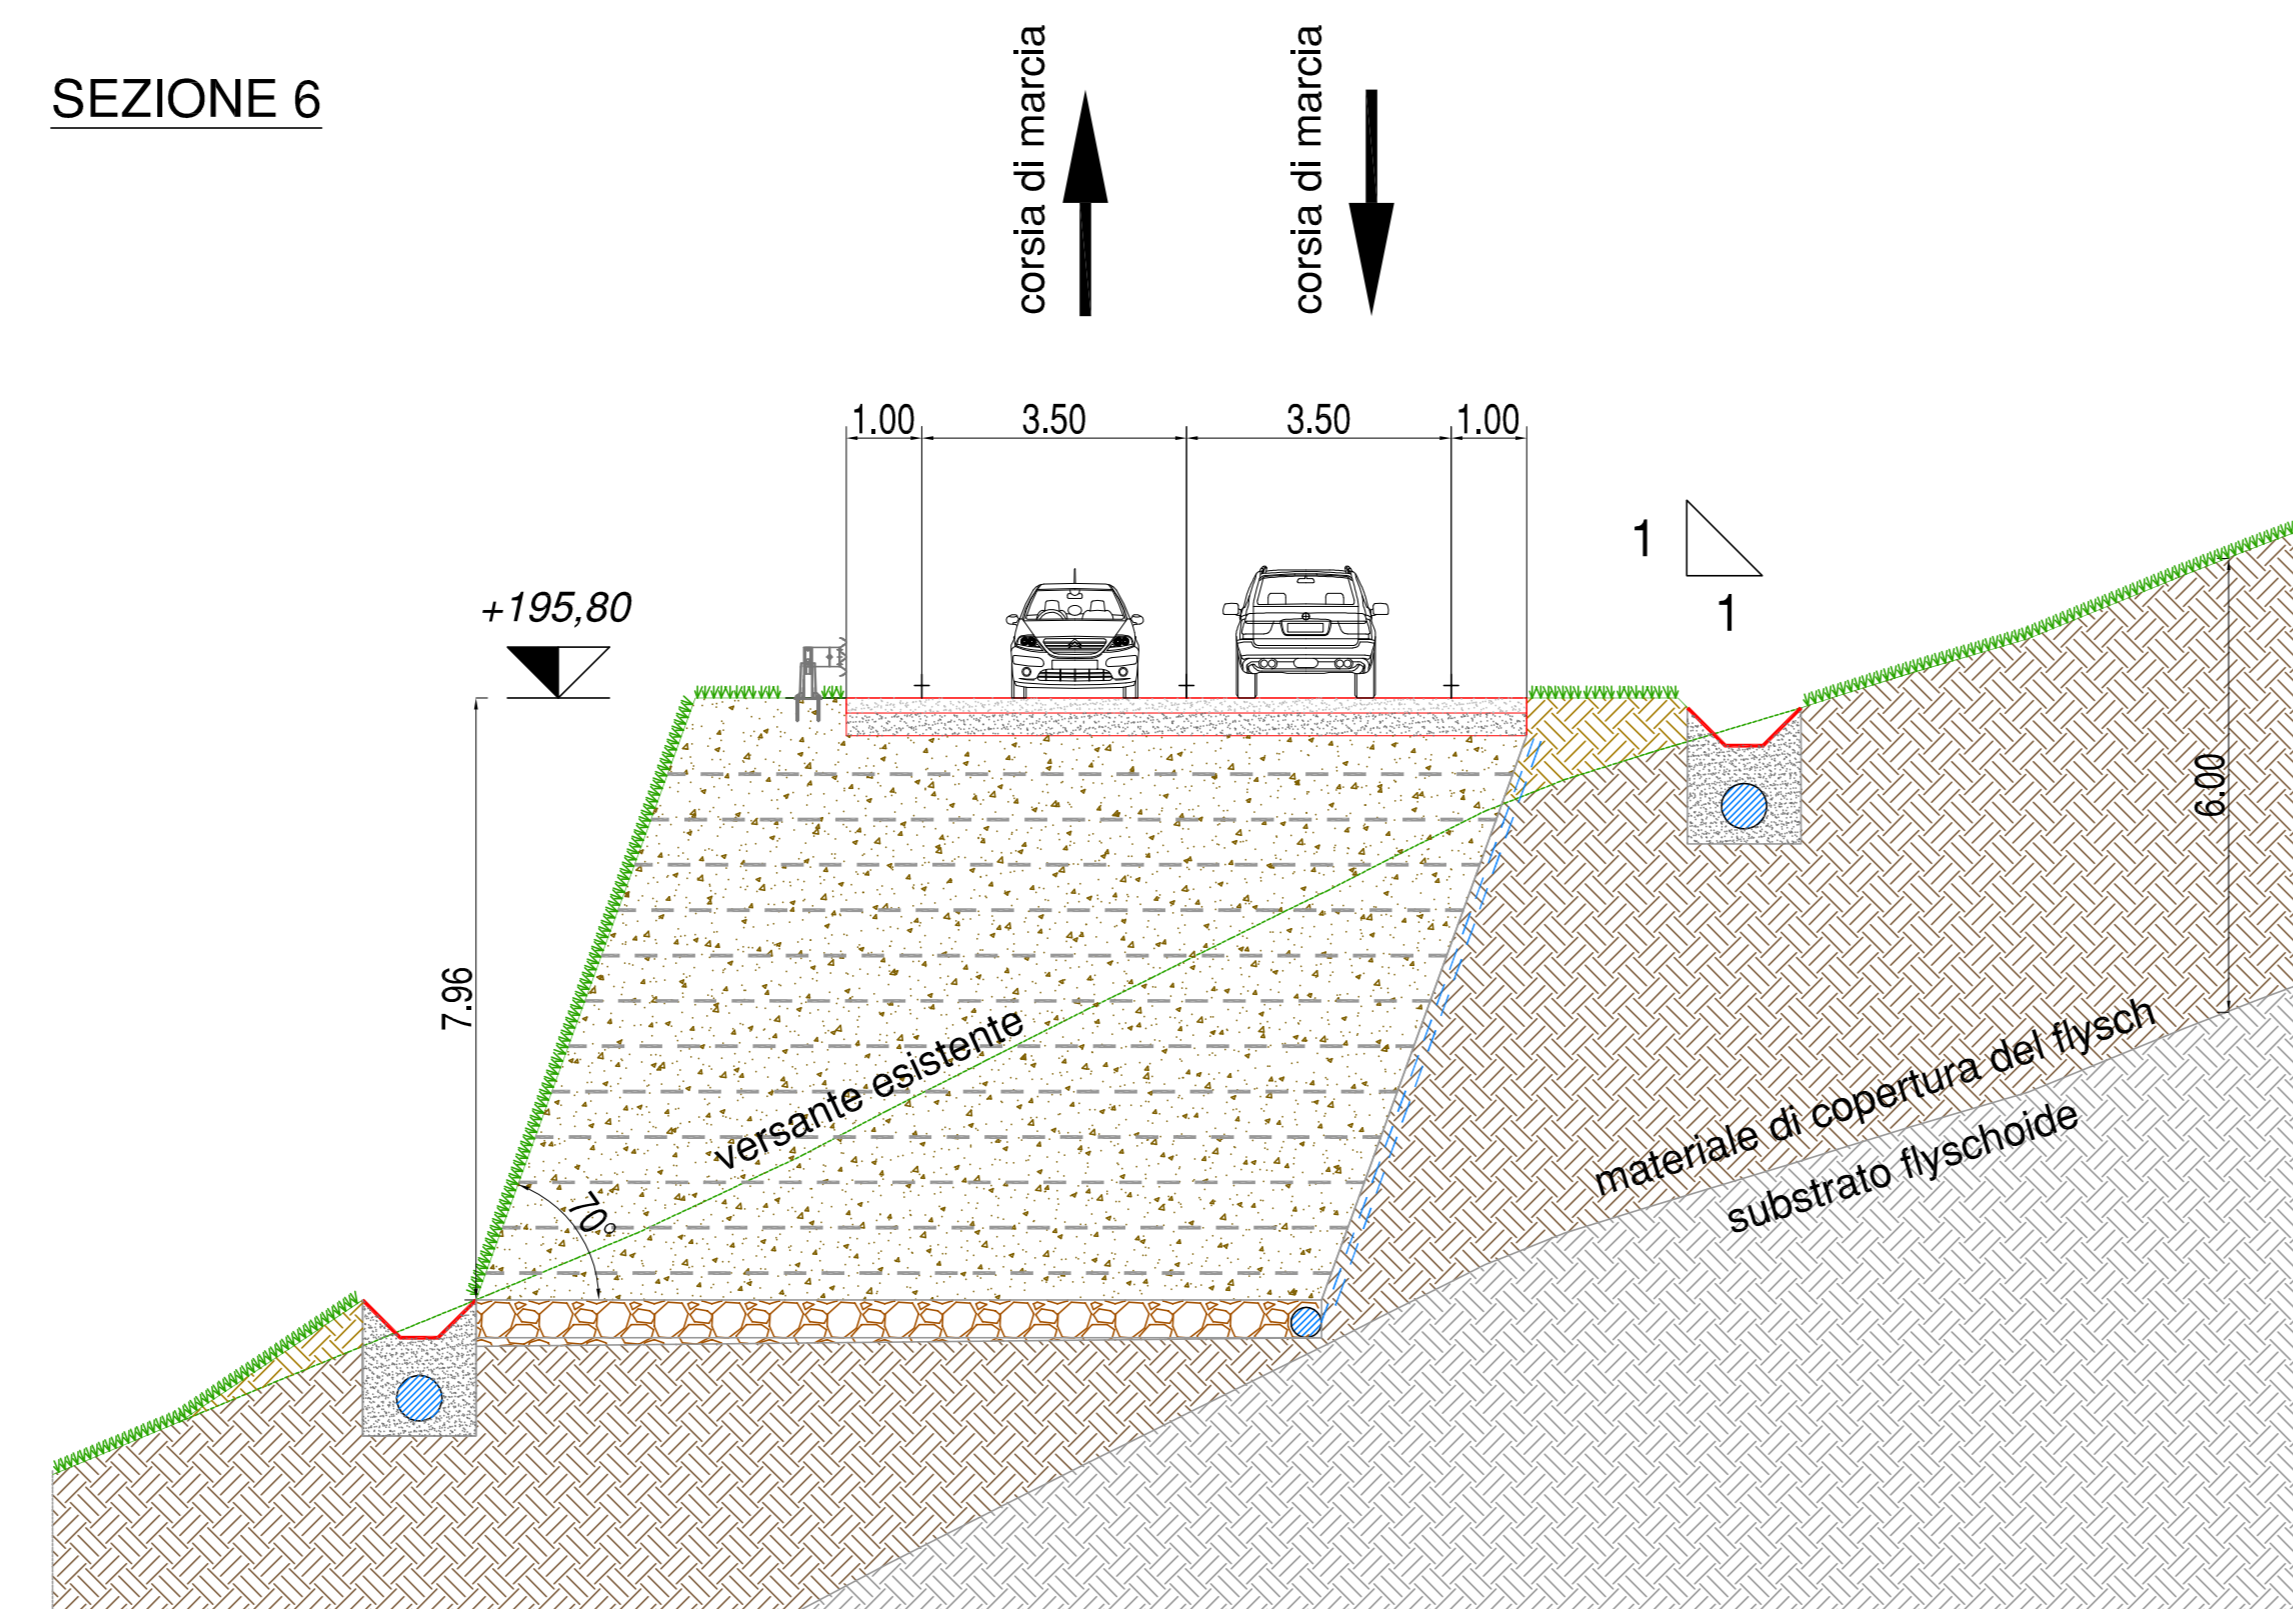 SEZIONE 6
corsia di marcia
corsia di marcia
1.00
3.50
3.50
1.00
1
1
+195,80
7.96
6.00
versante esistente
70°
materiale di copertura del flysch
substrato flyschoide